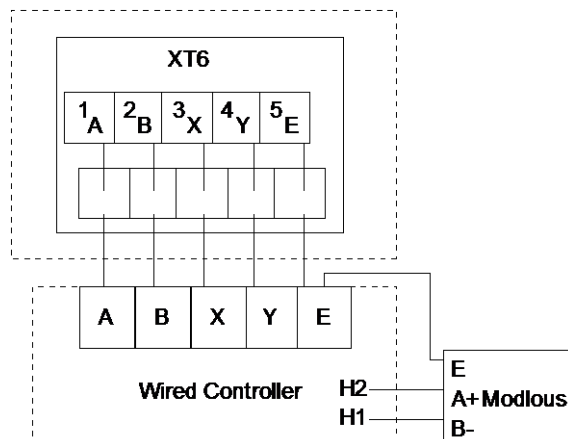 XT6
1A 2B 3X 4Y 5E
A B X Y E
E
Wired Controller H2 A+ Modlous
H1 B-